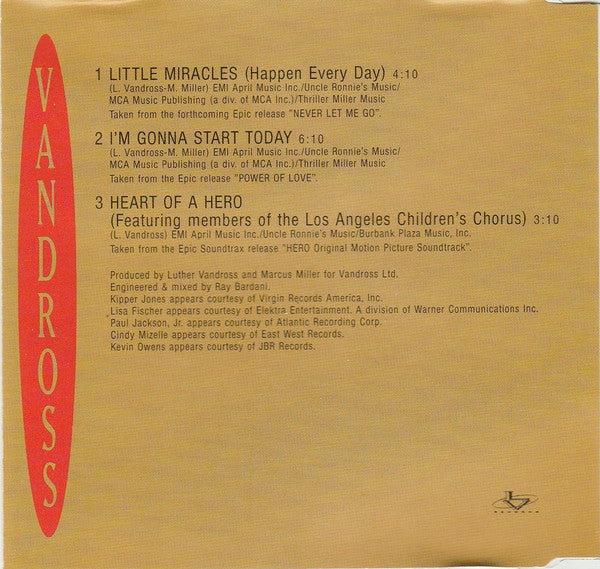 VANDROSS
1 LITTLE MIRACLES (Happen Every Day) 4:10
(L. Vandross-M. Miller) EMI April Music Inc./Uncle Ronnie's Music/
MCA Music Publishing (a div. of MCA Inc.)/Thriller Miller Music
Taken from the forthcoming Epic release "NEVER LET ME GO".
2 I'M GONNA START TODAY 6:10
(L. Vandross-M. Miller) EMI April Music Inc./Uncle Ronnie's Music/
MCA Music Publishing (a div. of MCA Inc.)/Thriller Miller Music
Taken from the Epic release "POWER OF LOVE".
3 HEART OF A HERO
(Featuring members of the Los Angeles Children's Chorus) 3:10
(L. Vandross) EMI April Music Inc./Uncle Ronnie's Music/Burbank Plaza Music, Inc.
Taken from the Epic Soundtrax release "HERO Original Motion Picture Soundtrack".
Produced by Luther Vandross and Marcus Miller for Vandross Ltd.
Engineered & mixed by Ray Bardani.
Kipper Jones appears courtesy of Virgin Records America, Inc.
Lisa Fischer appears courtesy of Elektra Entertainment. A division of Warner Communications Inc.
Paul Jackson, Jr. appears courtesy of Atlantic Recording Corp.
Cindy Mizelle appears courtesy of East West Records.
Kevin Owens appears courtesy of JBR Records.
LV
RECORDS